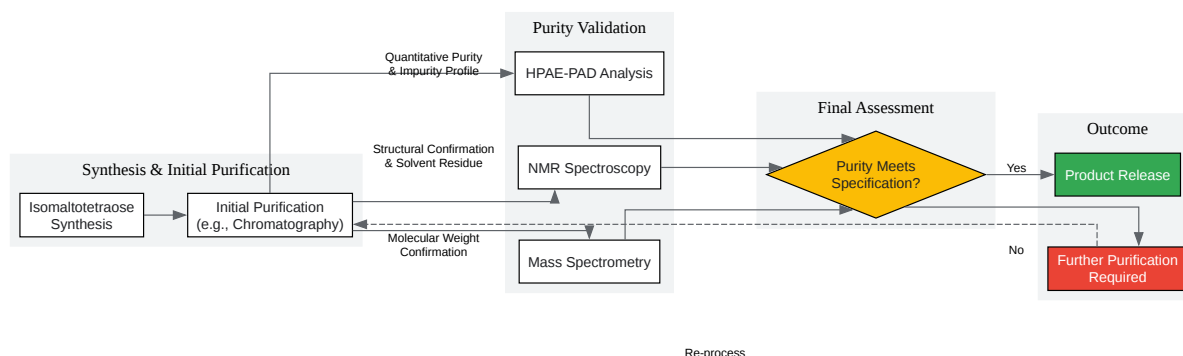 Synthesis & Initial Purification
Isomaltotetraose
Synthesis
Initial Purification
(e.g., Chromatography)
Quantitative Purity
& Impurity Profile
Structural Confirmation
& Solvent Residue
Molecular Weight
Confirmation
Purity Validation
HPAE-PAD Analysis
NMR Spectroscopy
Mass Spectrometry
Final Assessment
Purity Meets
Specification?
Yes
No
Outcome
Product Release
Further Purification
Required
Re-process